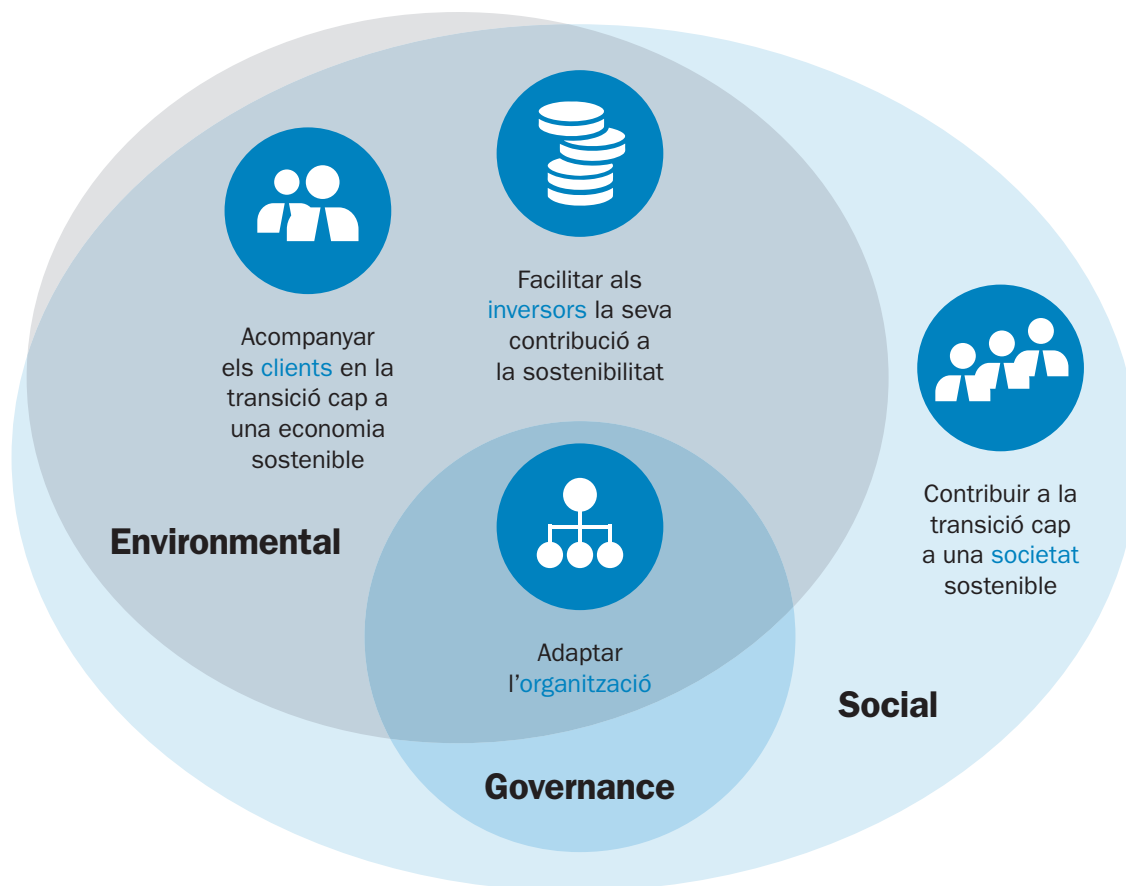 Facilitar als
inversors la seva
contribució a
la sostenibilitat
Acompanyar
els clients en la
transició cap a
una economia
sostenible
Contribuir a la
transició cap
a una societat
sostenible
Environmental
Adaptar
l'organització
Social
Governance